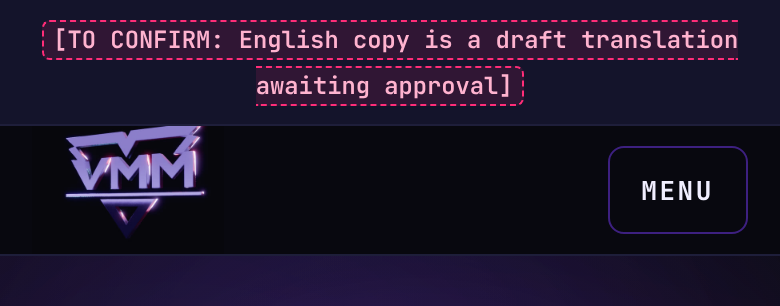 [TO CONFIRM: English copy is a draft translation
awaiting approval]
VMM
MENU